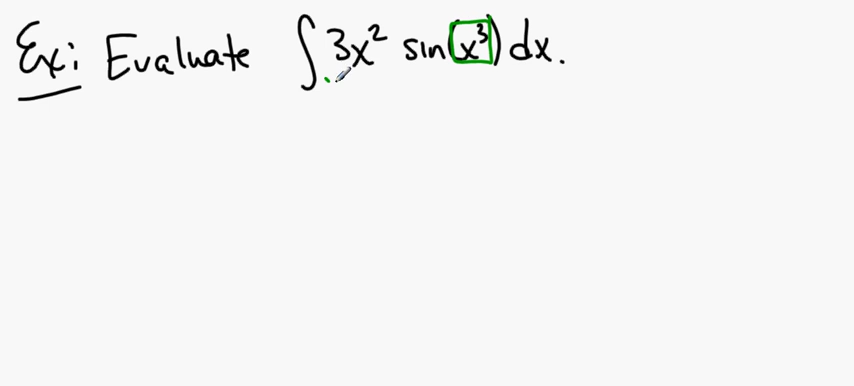 Ex: Evaluate ∫ 3x² sin(x³) dx.